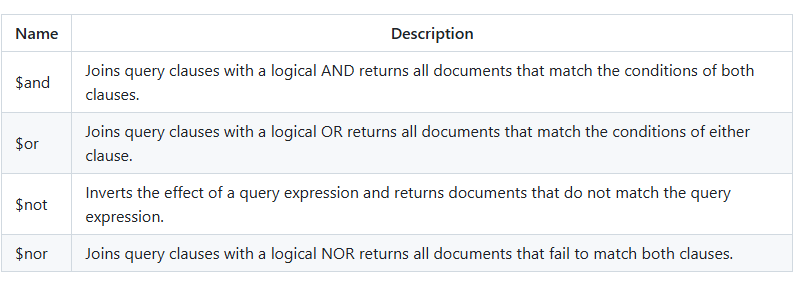 Name Description
$and Joins query clauses with a logical AND returns all documents that match the conditions of both
clauses.
$or Joins query clauses with a logical OR returns all documents that match the conditions of either
clause.
$not Inverts the effect of a query expression and returns documents that do not match the query
expression.
$nor Joins query clauses with a logical NOR returns all documents that fail to match both clauses.